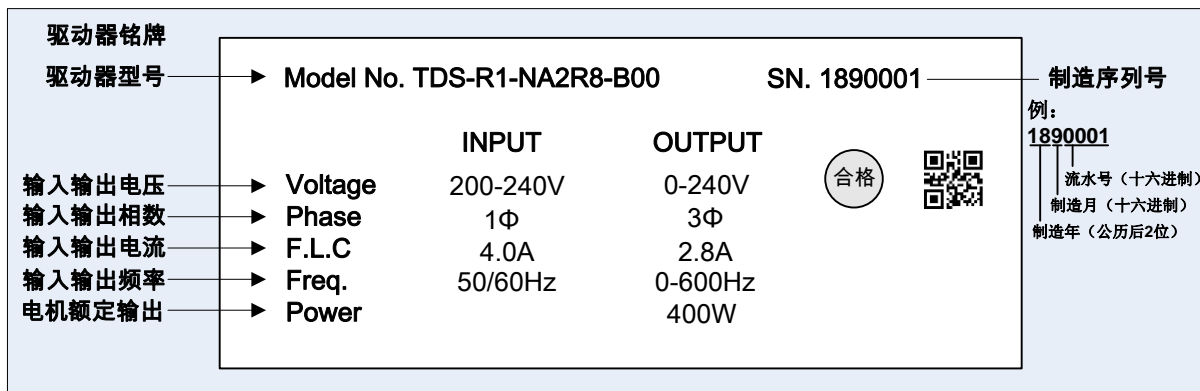 驱动器铭牌
驱动器型号 Model No. TDS-R1-NA2R8-B00 SN. 1890001 制造序列号
例：
1890001
流水号（十六进制）
制造月（十六进制）
制造年（公历后2位）
INPUT OUTPUT
合格
输入输出电压 Voltage 200-240V 0-240V
输入输出相数 Phase 1Φ 3Φ
输入输出电流 F.L.C 4.0A 2.8A
输入输出频率 Freq. 50/60Hz 0-600Hz
电机额定输出 Power 400W